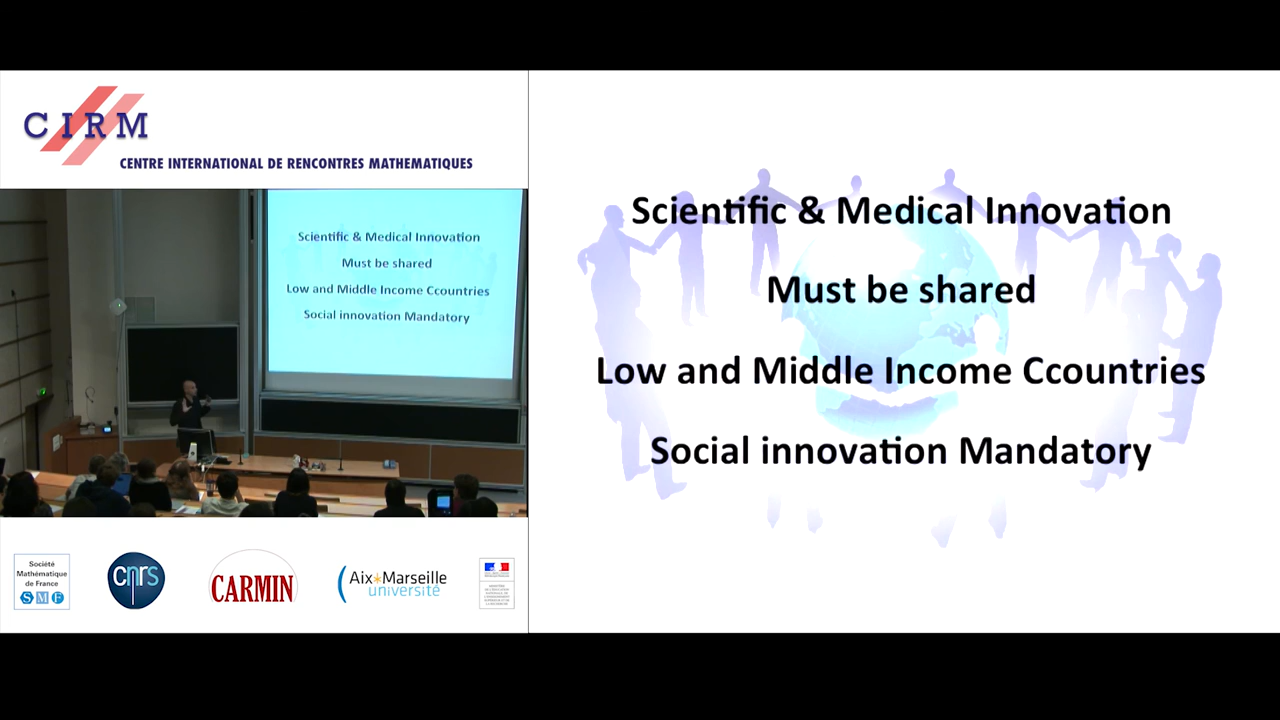 CIRM
CENTRE INTERNATIONAL DE RENCONTRES MATHEMATIQUES
Scientific & Medical Innovation
Must be shared
Low and Middle Income Ccountries
Social innovation Mandatory
Société
Mathématique
de France
SMF
cnrs
CARMIN
Aix*Marseille
université
Scientific & Medical Innovation
Must be shared
Low and Middle Income Ccountries
Social innovation Mandatory